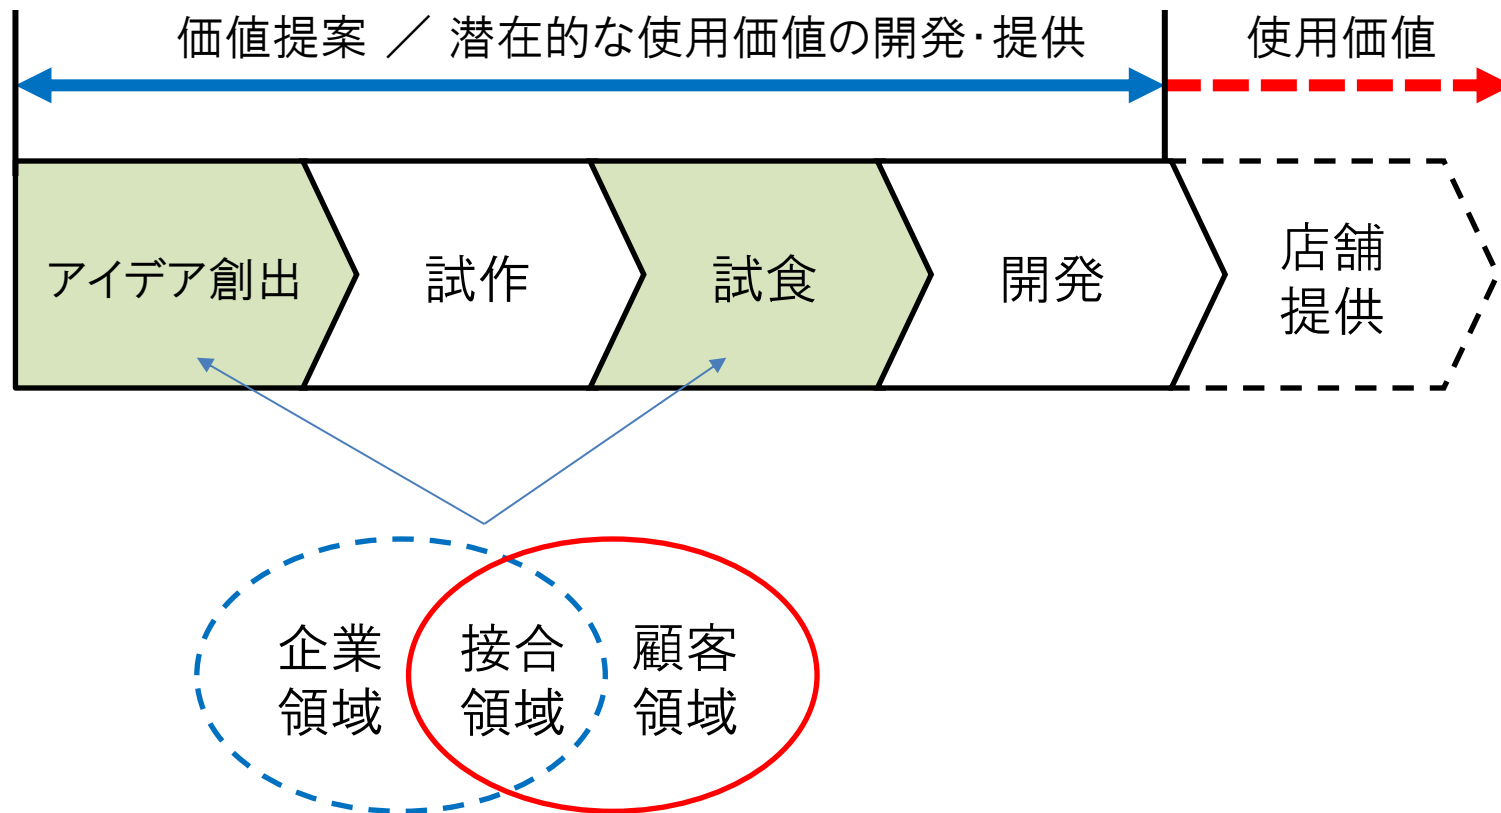 価値提案 ／ 潜在的な使用価値の開発･提供
使用価値
アイデア創出
試作
試食
開発
店舗
提供
企業
領域
接合
領域
顧客
領域